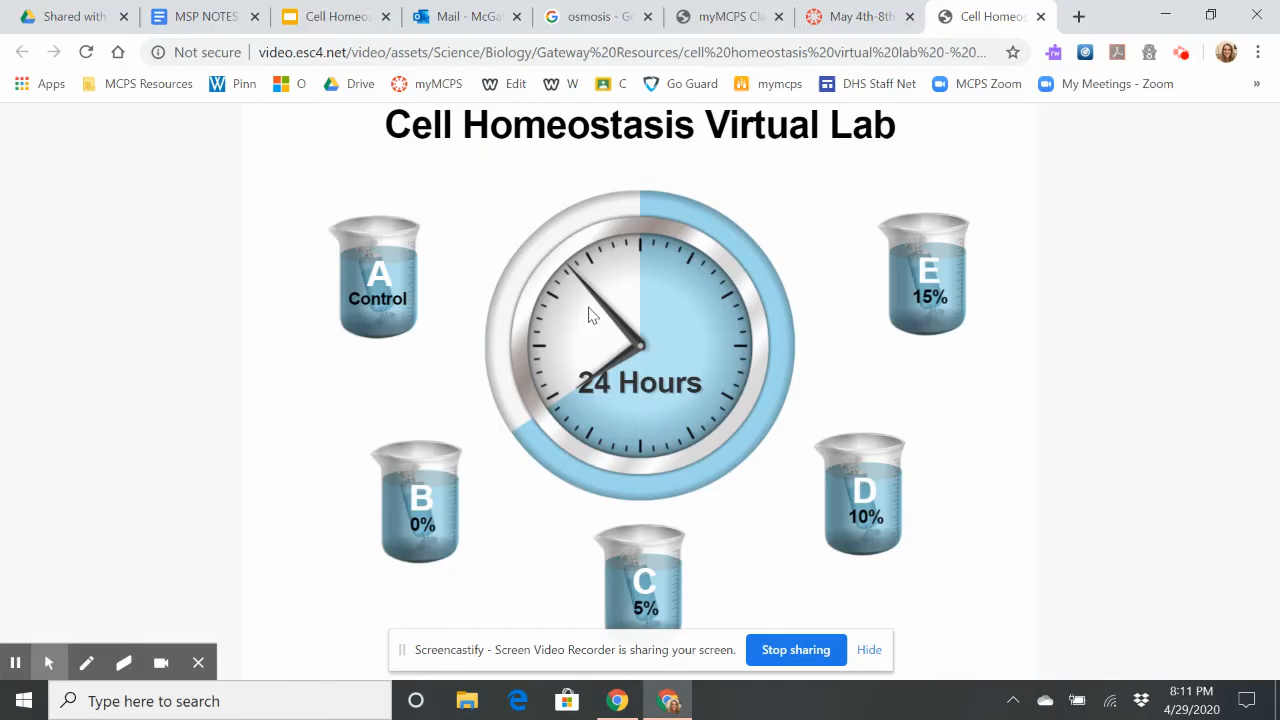 Shared with
MSP NOTES
Cell Homeos
Mail - McGa
osmosis - Go
myMCPS Cla
May 4th-8th
Cell Homeos
Not secure
video.esc4.net/video/assets/Science/Biology/Gateway%20Resources/cell%20homeostasis%20virtual%20lab%20-%20...
Apps
MCPS Resources
Pinn
O
Drive
myMCPS
Edit
W
C
Go Guard
mymcps
DHS Staff Net
MCPS Zoom
My Meetings - Zoom
»
Cell Homeostasis Virtual Lab
A
Control
E
15%
24 Hours
B
0%
D
10%
C
5%
Screencastify - Screen Video Recorder is sharing your screen.
Stop sharing
Hide
Type here to search
8:11 PM
4/29/2020